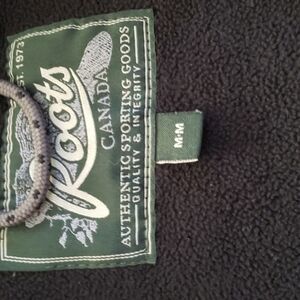 EST. 1973
Roots
CANADA
AUTHENTIC SPORTING GOODS
QUALITY & INTEGRITY
M·M